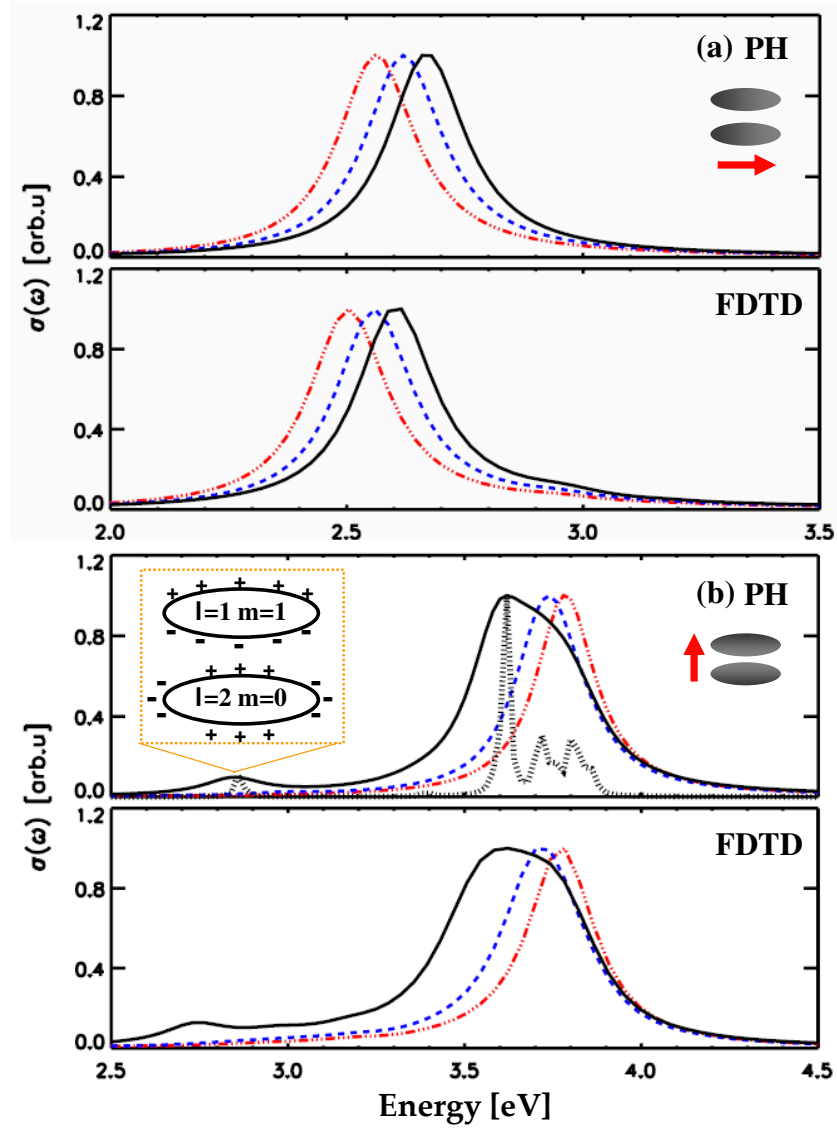 1.2
(a) PH
0.8
0.4
0.0
σ(ω) [arb.u]
1.2
FDTD
0.8
0.4
0.0
σ(ω) [arb.u]
2.0 2.5 3.0 3.5
1.2
(b) PH
+ + + + +
l=1 m=1
- - - - -
0.8
- + + + -
- l=2 m=0 -
- + + + -
0.4
0.0
σ(ω) [arb.u]
1.2
FDTD
0.8
0.4
0.0
σ(ω) [arb.u]
2.5 3.0 3.5 4.0 4.5
Energy [eV]